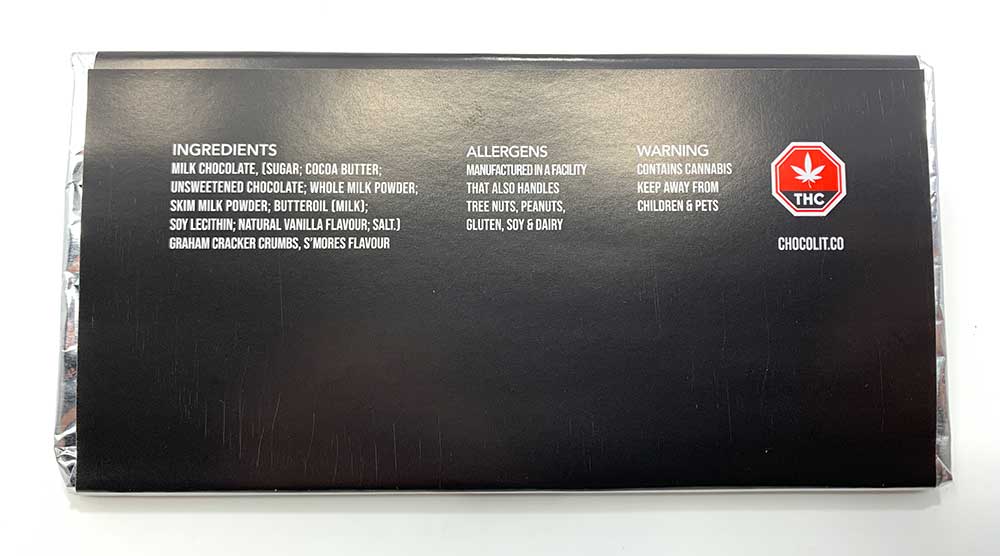 INGREDIENTS
MILK CHOCOLATE, (SUGAR; COCOA BUTTER;
UNSWEETENED CHOCOLATE; WHOLE MILK POWDER;
SKIM MILK POWDER; BUTTEROIL (MILK);
SOY LECITHIN; NATURAL VANILLA FLAVOUR; SALT.)
GRAHAM CRACKER CRUMBS, S'MORES FLAVOUR
ALLERGENS
MANUFACTURED IN A FACILITY
THAT ALSO HANDLES
TREE NUTS, PEANUTS,
GLUTEN, SOY & DAIRY
WARNING
CONTAINS CANNABIS
KEEP AWAY FROM
CHILDREN & PETS
THC
CHOCOLIT.CO